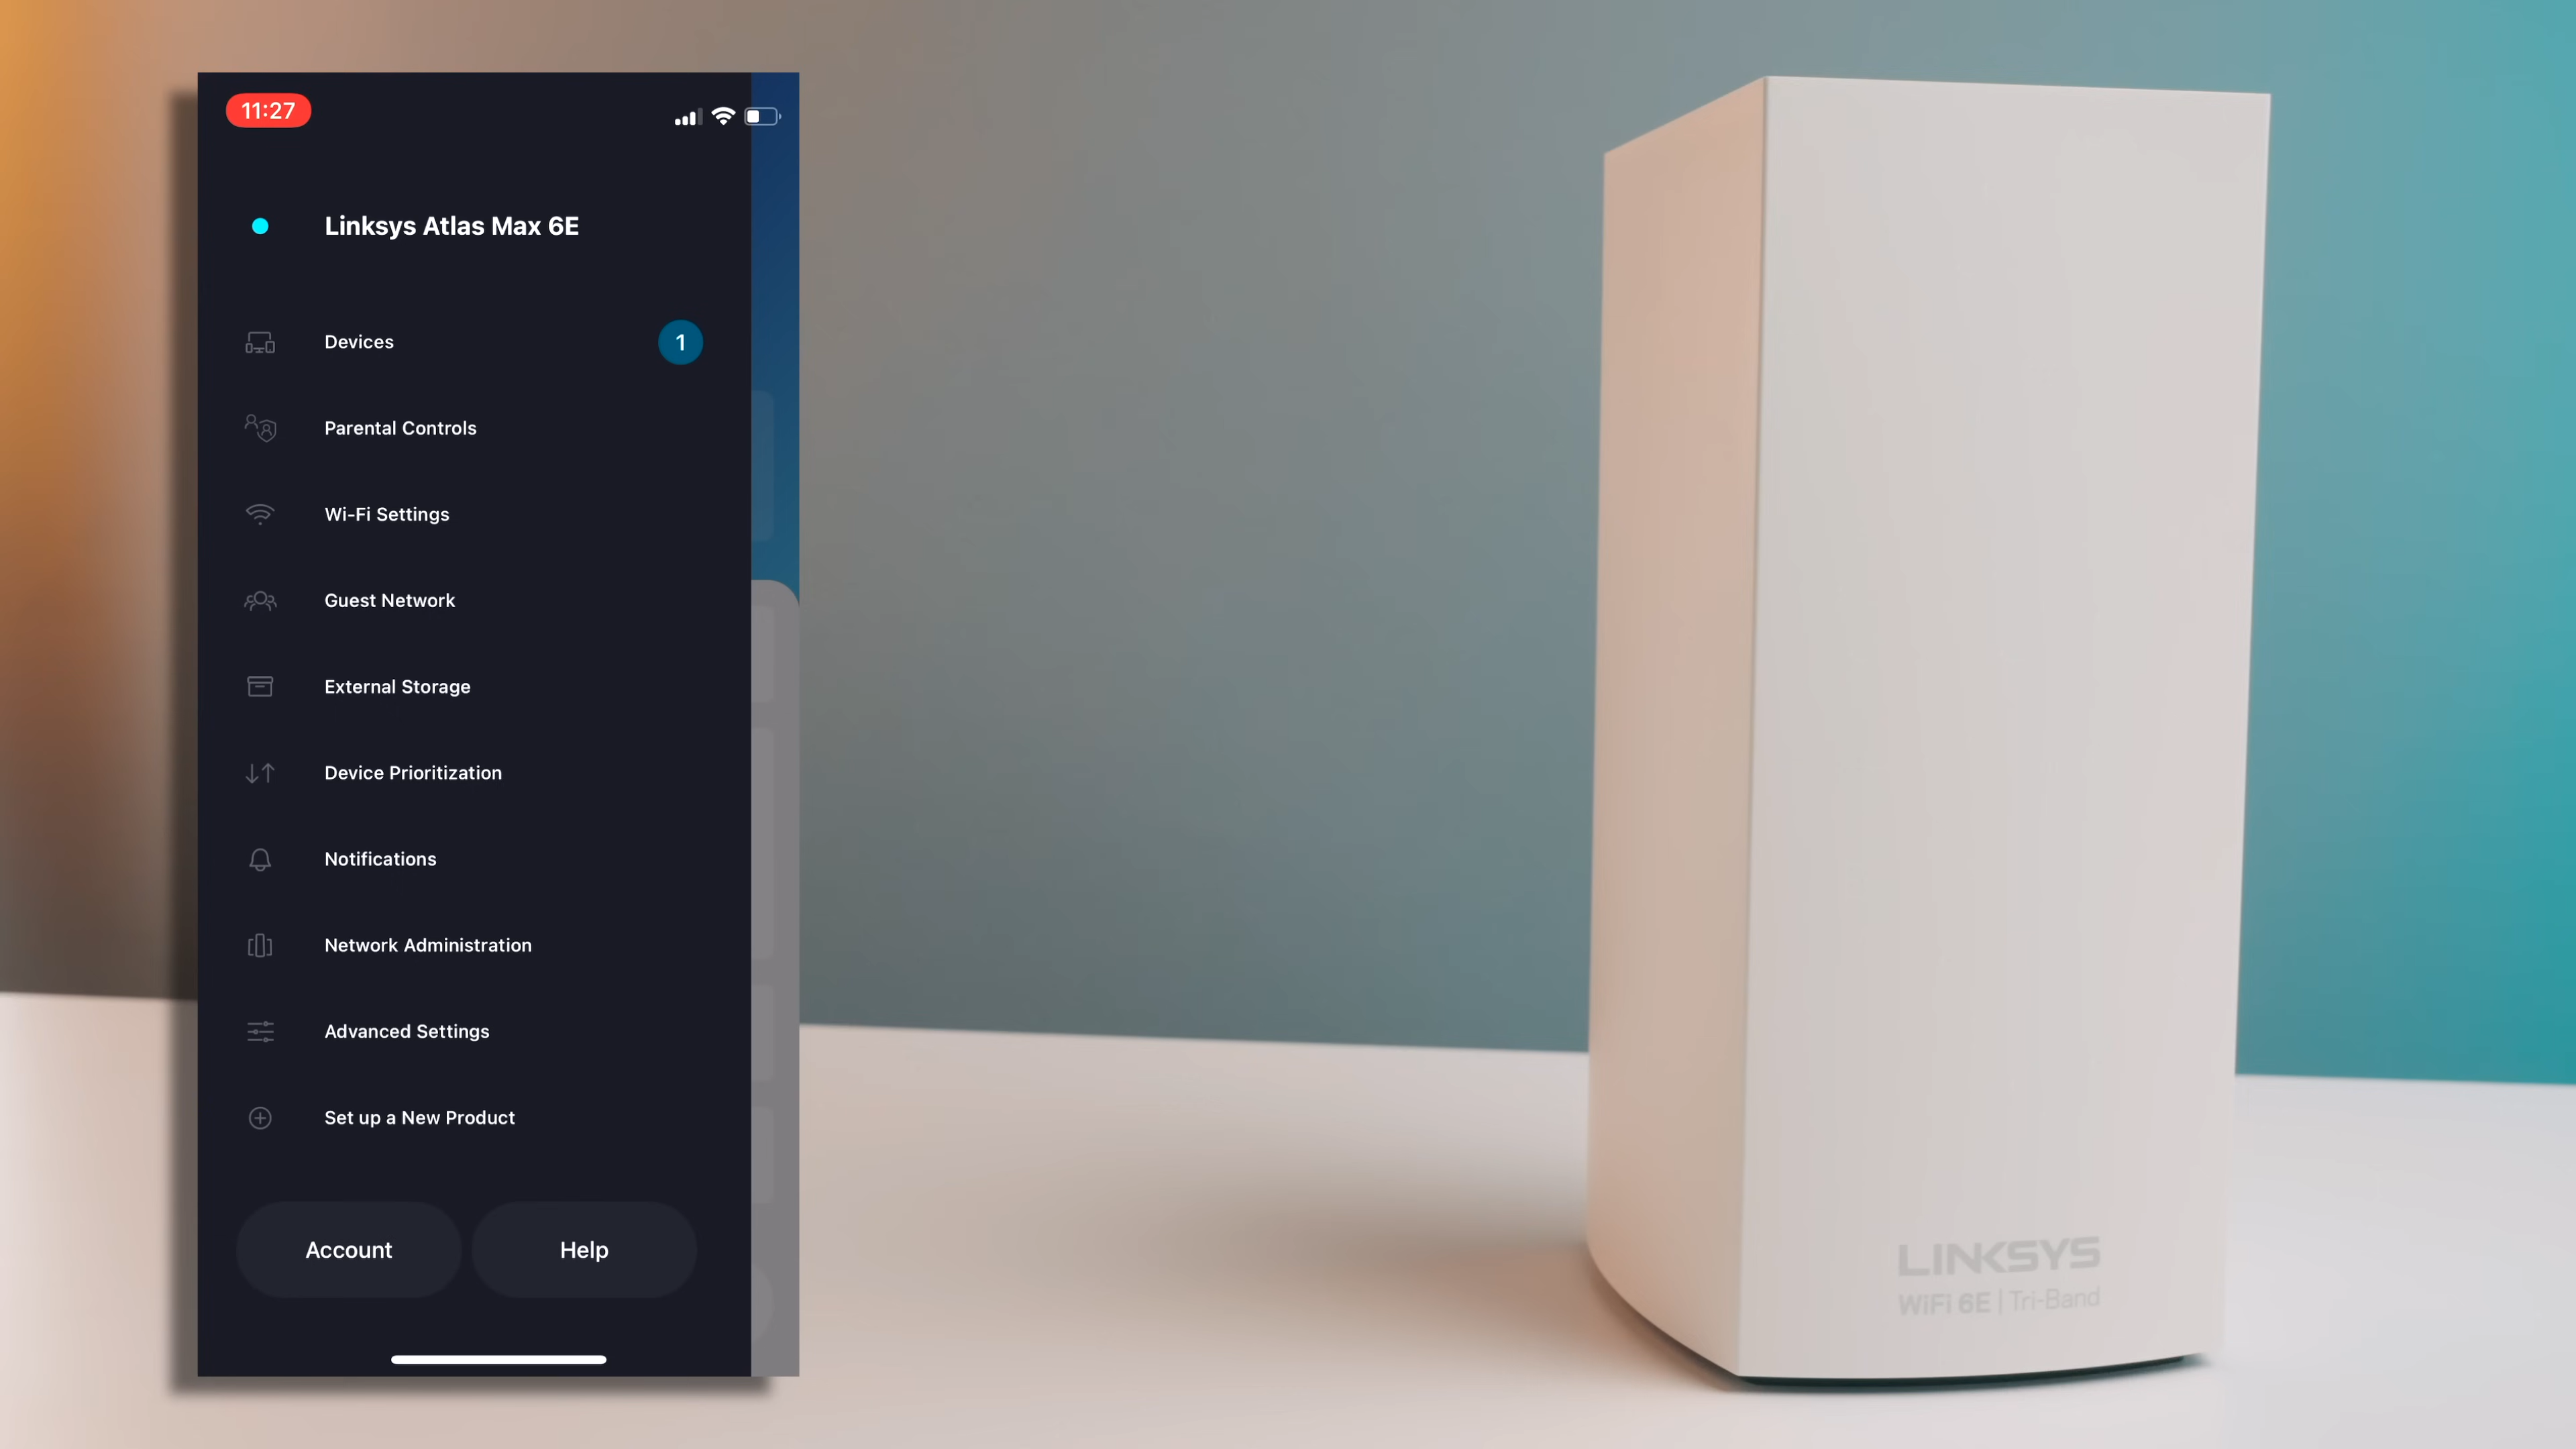 11:27
Linksys Atlas Max 6E
Devices
1
Parental Controls
Wi-Fi Settings
Guest Network
External Storage
Device Prioritization
Notifications
Network Administration
Advanced Settings
Set up a New Product
Account
Help
LINKSYS
WiFi 6E | Tri-Band